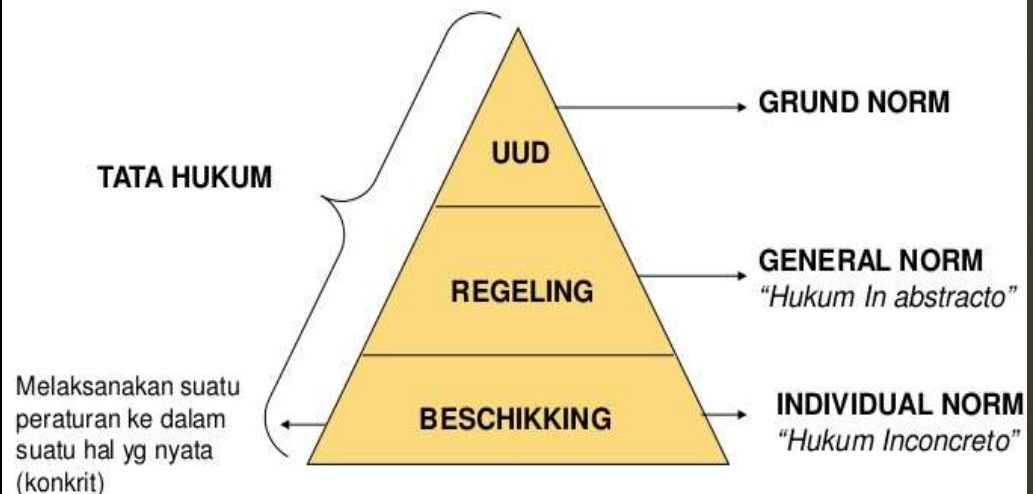 GRUND NORM
UUD
TATA HUKUM
GENERAL NORM
“Hukum In abstracto”
REGELING
Melaksanakan suatu
peraturan ke dalam
suatu hal yg nyata
(konkrit)
BESCHIKKING
INDIVIDUAL NORM
“Hukum Inconcreto”